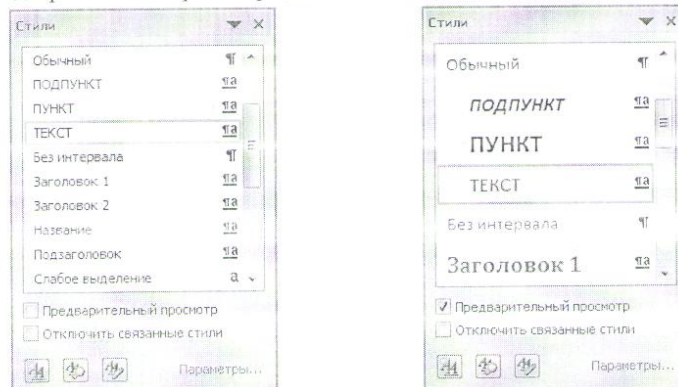 Стили
Обычный ¶
ПОДПУНКТ ¶a
ПУНКТ ¶a
ТЕКСТ ¶a
Без интервала ¶
Заголовок 1 ¶a
Заголовок 2 ¶a
Название ¶a
Подзаголовок ¶a
Слабое выделение a
Предварительный просмотр
Отключить связанные стили
Параметры...
Стили
Обычный ¶
ПОДПУНКТ ¶a
ПУНКТ ¶a
ТЕКСТ ¶a
Без интервала ¶
Заголовок 1 ¶a
Предварительный просмотр
Отключить связанные стили
Параметры...